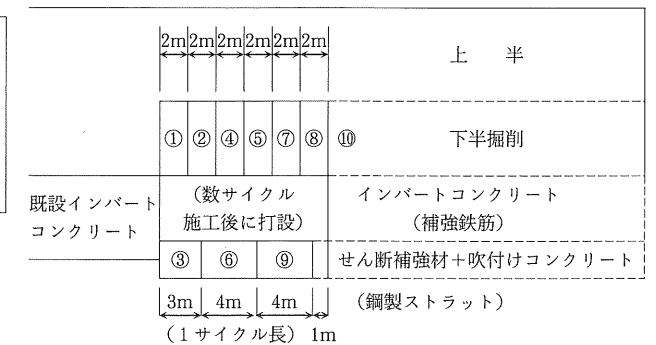 2m 2m 2m 2m 2m 2m
上 半
① ② ④ ⑤ ⑦ ⑧ ⑩ 下半掘削
既設インバート
コンクリート
(数サイクル
施工後に打設)
インバートコンクリート
(補強鉄筋)
③ ⑥ ⑨ せん断補強材+吹付けコンクリート
3m 4m 4m (鋼製ストラット)
(1サイクル長) 1m